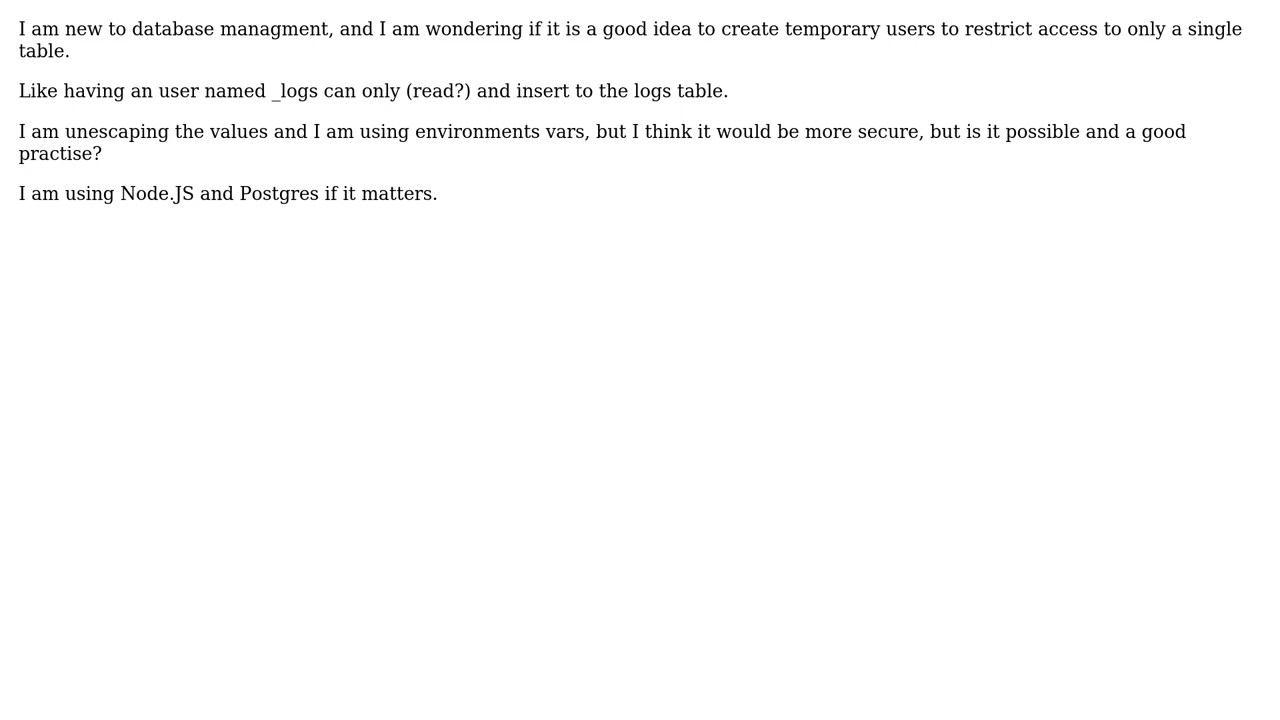 I am new to database managment, and I am wondering if it is a good idea to create temporary users to restrict access to only a single
table.
Like having an user named _logs can only (read?) and insert to the logs table.
I am unescaping the values and I am using environments vars, but I think it would be more secure, but is it possible and a good
practise?
I am using Node.JS and Postgres if it matters.